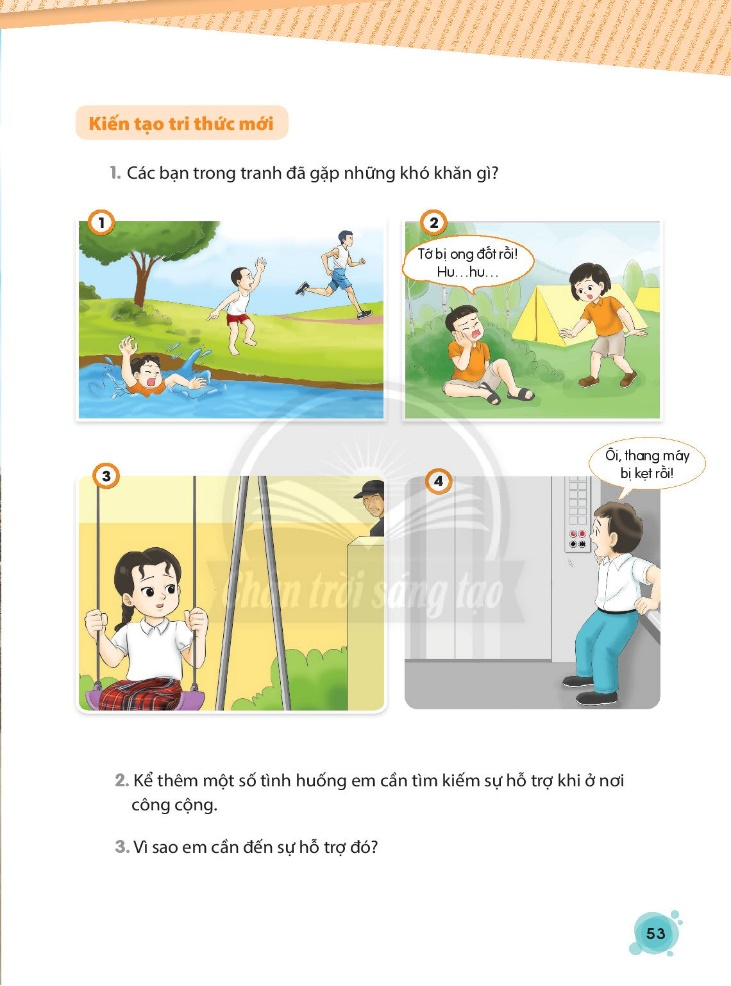 Kiến tạo tri thức mới
1. Các bạn trong tranh đã gặp những khó khăn gì?
1
2
Tớ bị ong đốt rồi!
Hu...hu...
3
4
Ôi, thang máy
bị kẹt rồi!
Chân trời sáng tạo
2. Kể thêm một số tình huống em cần tìm kiếm sự hỗ trợ khi ở nơi
công cộng.
3. Vì sao em cần đến sự hỗ trợ đó?
53